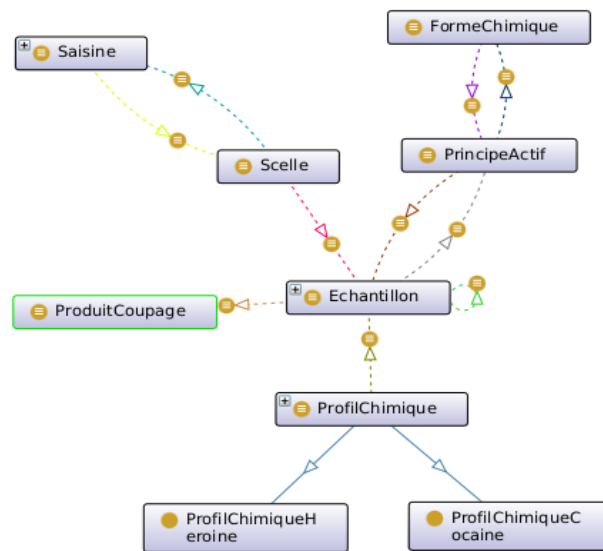 FormeChimique
Saisine
Scelle
PrincipeActif
Echantillon
ProduitCoupage
ProfilChimique
ProfilChimiqueH
eroine
ProfilChimiqueC
ocaine